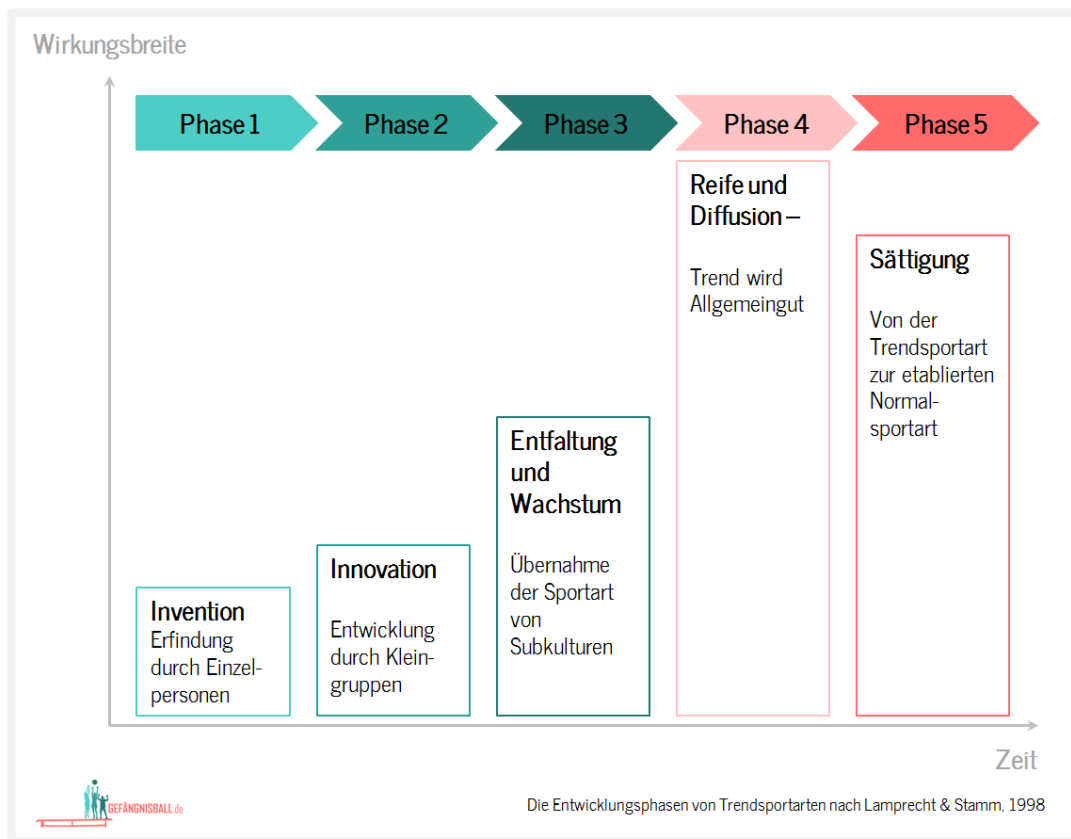 Wirkungsbreite
Phase 1
Phase 2
Phase 3
Phase 4
Phase 5
Invention
Erfindung
durch Einzel-
personen
Innovation
Entwicklung
durch Klein-
gruppen
Entfaltung
und
Wachstum
Übernahme
der Sportart
von
Subkulturen
Reife und
Diffusion –
Trend wird
Allgemeingut
Sättigung
Von der
Trendsportart
zur etablierten
Normal-
sportart
Zeit
GEFÄNGNISBALL.de
Die Entwicklungsphasen von Trendsportarten nach Lamprecht & Stamm, 1998